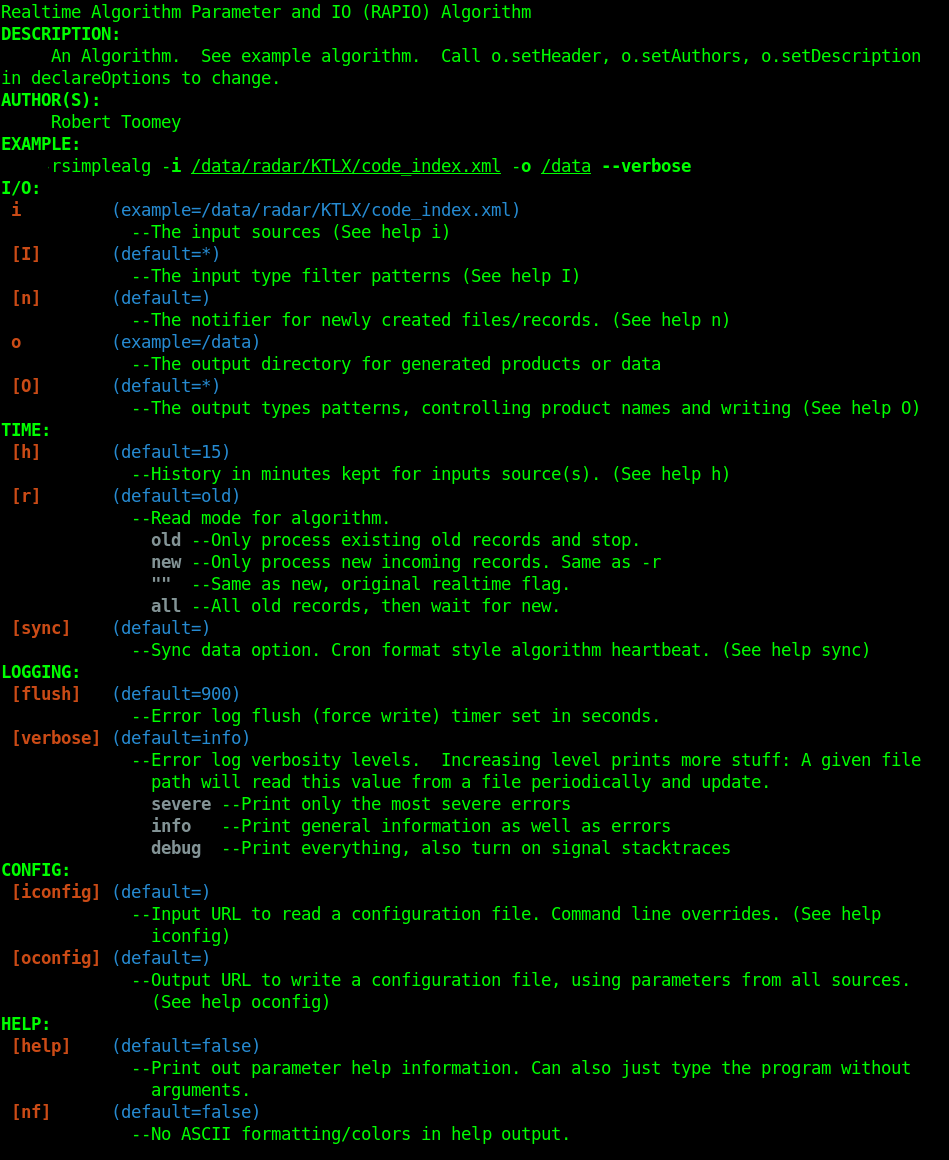 Realtime Algorithm Parameter and IO (RAPIO) Algorithm
DESCRIPTION:
     An Algorithm.  See example algorithm.  Call o.setHeader, o.setAuthors, o.setDescription
in declareOptions to change.
AUTHOR(S):
     Robert Toomey
EXAMPLE:
     rsimplealg -i /data/radar/KTLX/code_index.xml -o /data --verbose
I/O:
 i         (example=/data/radar/KTLX/code_index.xml)
             --The input sources (See help i)
 [I]       (default=*)
             --The input type filter patterns (See help I)
 [n]       (default=)
             --The notifier for newly created files/records. (See help n)
 o         (example=/data)
             --The output directory for generated products or data
 [O]       (default=*)
             --The output types patterns, controlling product names and writing (See help O)
TIME:
 [h]       (default=15)
             --History in minutes kept for inputs source(s). (See help h)
 [r]       (default=old)
             --Read mode for algorithm.
               old --Only process existing old records and stop.
               new --Only process new incoming records. Same as -r
               ""  --Same as new, original realtime flag.
               all --All old records, then wait for new.
 [sync]    (default=)
             --Sync data option. Cron format style algorithm heartbeat. (See help sync)
LOGGING:
 [flush]   (default=900)
             --Error log flush (force write) timer set in seconds.
 [verbose] (default=info)
             --Error log verbosity levels.  Increasing level prints more stuff: A given file
               path will read this value from a file periodically and update.
               severe --Print only the most severe errors
               info   --Print general information as well as errors
               debug  --Print everything, also turn on signal stacktraces
CONFIG:
 [iconfig] (default=)
             --Input URL to read a configuration file. Command line overrides. (See help
               iconfig)
 [oconfig] (default=)
             --Output URL to write a configuration file, using parameters from all sources.
               (See help oconfig)
HELP:
 [help]    (default=false)
             --Print out parameter help information. Can also just type the program without
               arguments.
 [nf]      (default=false)
             --No ASCII formatting/colors in help output.